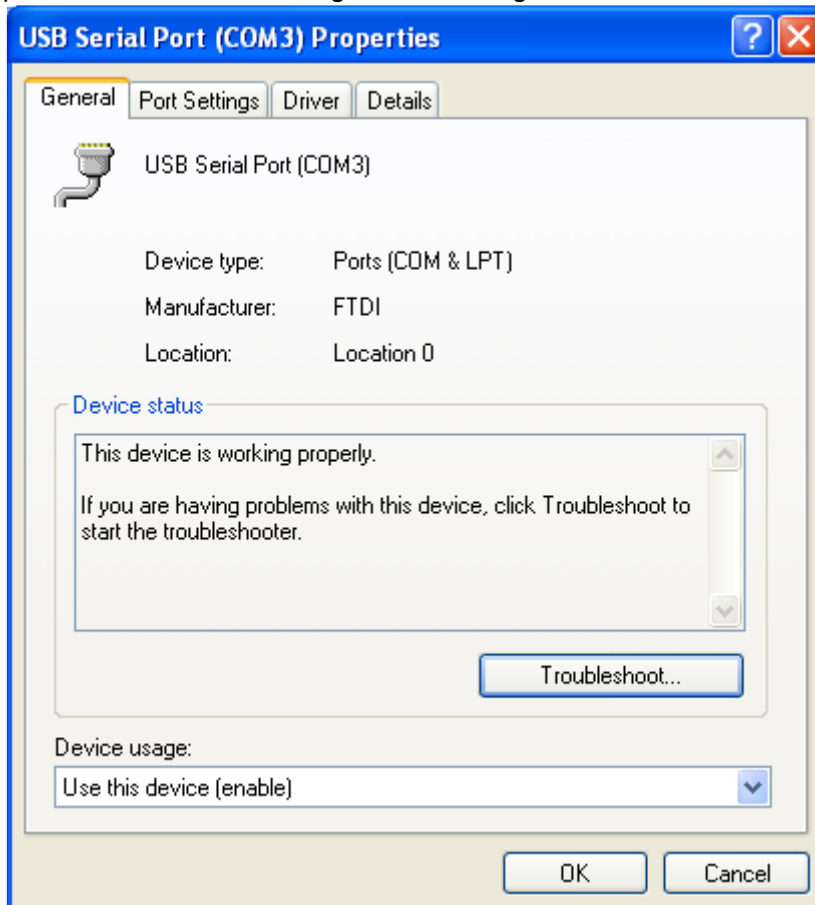 USB Serial Port (COM3) Properties
General Port Settings Driver Details
USB Serial Port (COM3)
Device type: Ports (COM & LPT)
Manufacturer: FTDI
Location: Location 0
Device status
This device is working properly.
If you are having problems with this device, click Troubleshoot to
start the troubleshooter.
Troubleshoot...
Device usage:
Use this device (enable)
OK Cancel